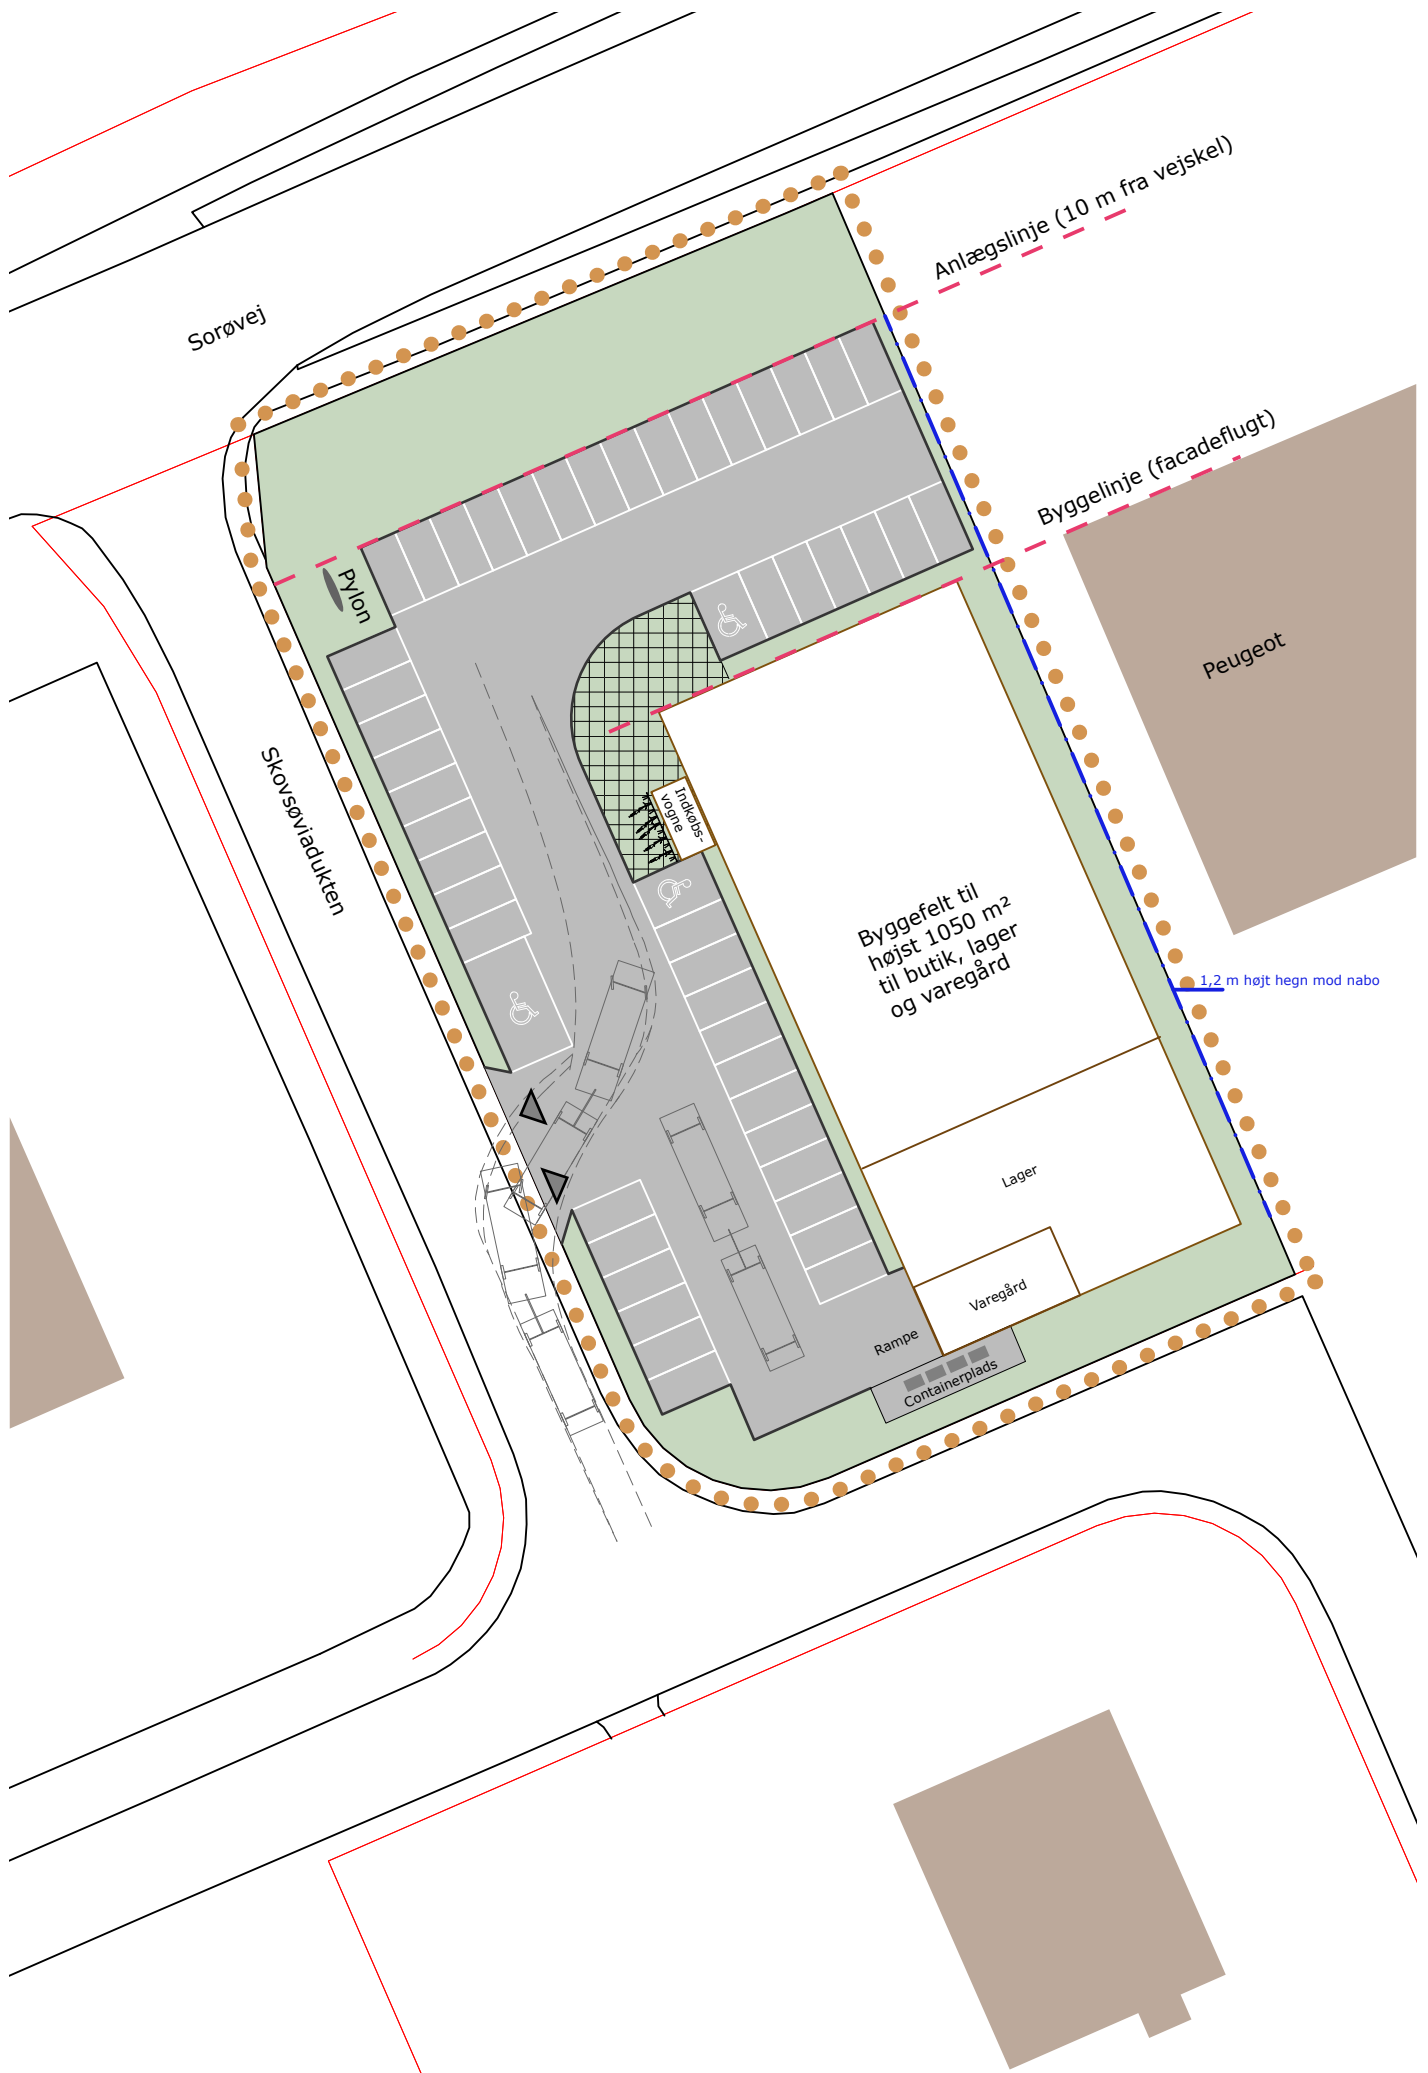 Anlægslinje (10 m fra vejskel)
Sorøvej
Byggelinje (facadeflugt)
Pylon
Peugeot
Skovsøviadukten
Indkøbs-
vogne
Byggefelt til
højst 1050 m²
til butik, lager
og varegård
1,2 m højt hegn mod nabo
Lager
Varegård
Rampe
Containerplads